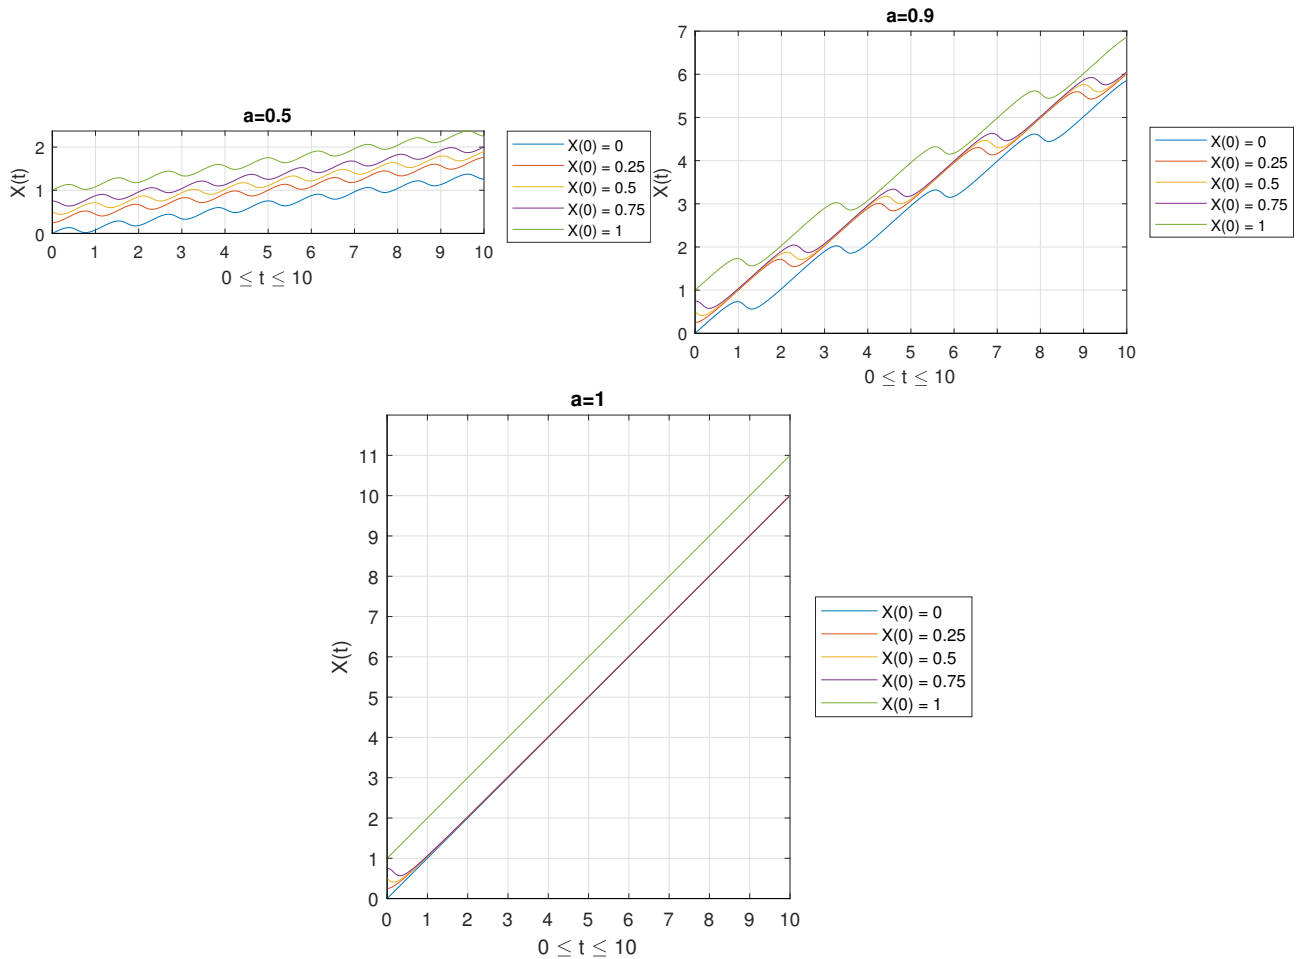 a=0.5
X(t)
2
1
0
0 1 2 3 4 5 6 7 8 9 10
0 ≤ t ≤ 10
X(0) = 0
X(0) = 0.25
X(0) = 0.5
X(0) = 0.75
X(0) = 1
a=0.9
X(t)
7
6
5
4
3
2
1
0
0 1 2 3 4 5 6 7 8 9 10
0 ≤ t ≤ 10
X(0) = 0
X(0) = 0.25
X(0) = 0.5
X(0) = 0.75
X(0) = 1
a=1
X(t)
11
10
9
8
7
6
5
4
3
2
1
0
0 1 2 3 4 5 6 7 8 9 10
0 ≤ t ≤ 10
X(0) = 0
X(0) = 0.25
X(0) = 0.5
X(0) = 0.75
X(0) = 1